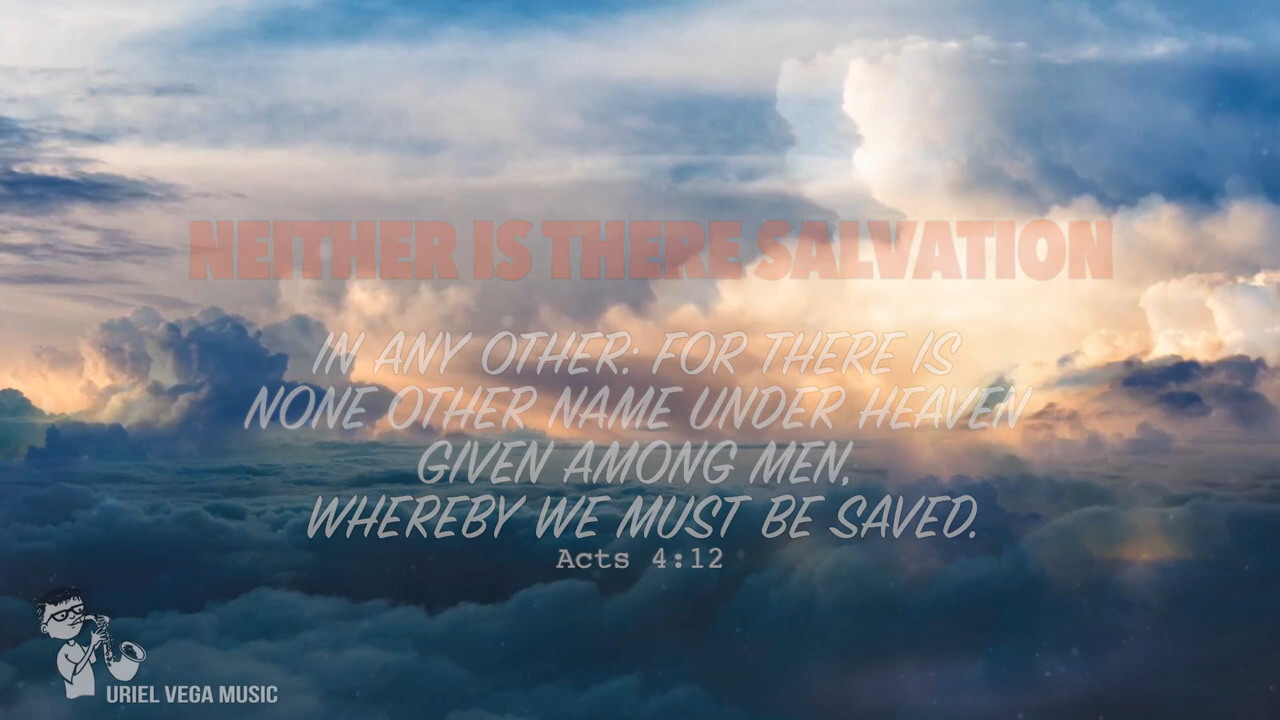 NEITHER IS THERE SALVATION
IN ANY OTHER: FOR THERE IS
NONE OTHER NAME UNDER HEAVEN
GIVEN AMONG MEN,
WHEREBY WE MUST BE SAVED.
Acts 4:12
URIEL VEGA MUSIC